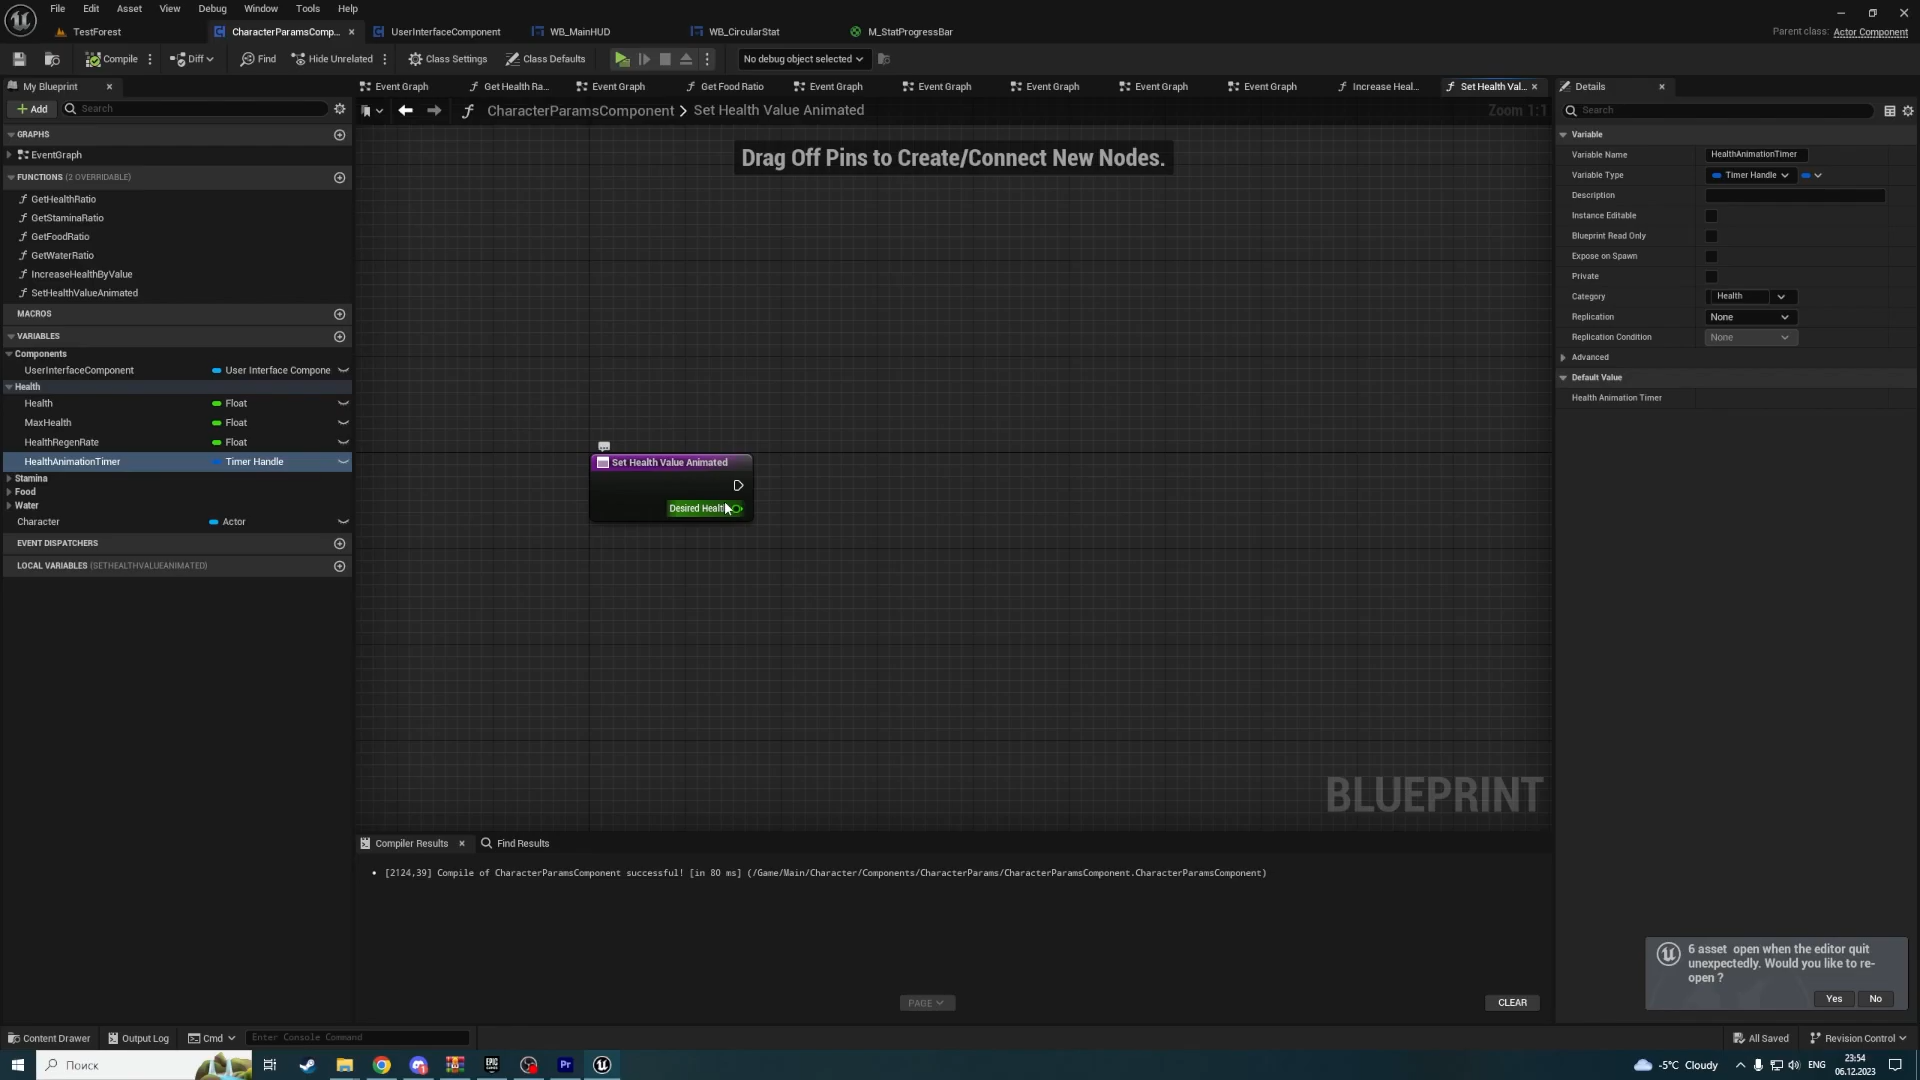 File Edit Asset View Debug Window Tools Help
TestForest
CharacterParamsComp...
UserInterfaceComponent
WB_MainHUD
WB_CircularStat
M_StatProgressBar
Parent class: Actor Component
Compile
Diff
Find
Hide Unrelated
Class Settings
Class Defaults
No debug object selected
My Blueprint
Event Graph
Get Health Ra...
Event Graph
Get Food Ratio
Event Graph
Event Graph
Event Graph
Event Graph
Event Graph
Increase Heal...
Set Health Val...
Details
Add
Search
CharacterParamsComponent > Set Health Value Animated
Zoom 1:1
Search
GRAPHS
EventGraph
FUNCTIONS (2 OVERRIDABLE)
GetHealthRatio
GetStaminaRatio
GetFoodRatio
GetWaterRatio
IncreaseHealthByValue
SetHealthValueAnimated
MACROS
VARIABLES
Components
UserInterfaceComponent User Interface Compone
Health
Health Float
MaxHealth Float
HealthRegenRate Float
HealthAnimationTimer Timer Handle
Stamina
Food
Water
Character Actor
EVENT DISPATCHERS
LOCAL VARIABLES (SETHEALTHVALUEANIMATED)
Drag Off Pins to Create/Connect New Nodes.
Set Health Value Animated
Desired Health
BLUEPRINT
Variable
Variable Name HealthAnimationTimer
Variable Type Timer Handle
Description
Instance Editable
Blueprint Read Only
Expose on Spawn
Private
Category Health
Replication None
Replication Condition None
Advanced
Default Value
Health Animation Timer
Compiler Results
Find Results
[2124,39] Compile of CharacterParamsComponent successful! [in 80 ms] (/Game/Main/Character/Components/CharacterParams/CharacterParamsComponent.CharacterParamsComponent)
PAGE
CLEAR
6 asset open when the editor quit
unexpectedly. Would you like to re-
open ?
Yes No
Content Drawer
Output Log
Cmd
Enter Console Command
All Saved
Revision Control
Поиск
Pr
-5°C Cloudy
ENG
23:54
06.12.2023